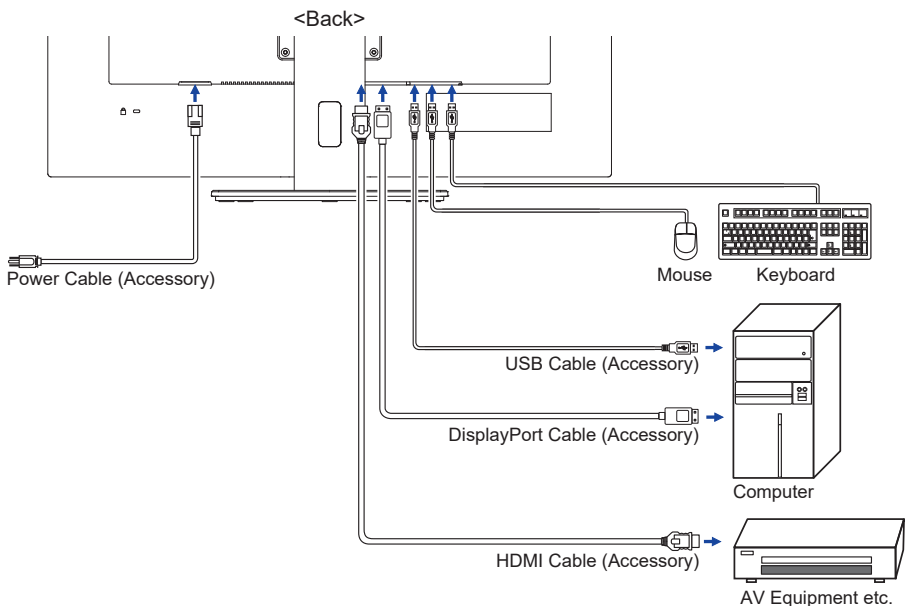 <Back>
Power Cable (Accessory)
Mouse
Keyboard
USB Cable (Accessory)
DisplayPort Cable (Accessory)
Computer
HDMI Cable (Accessory)
AV Equipment etc.